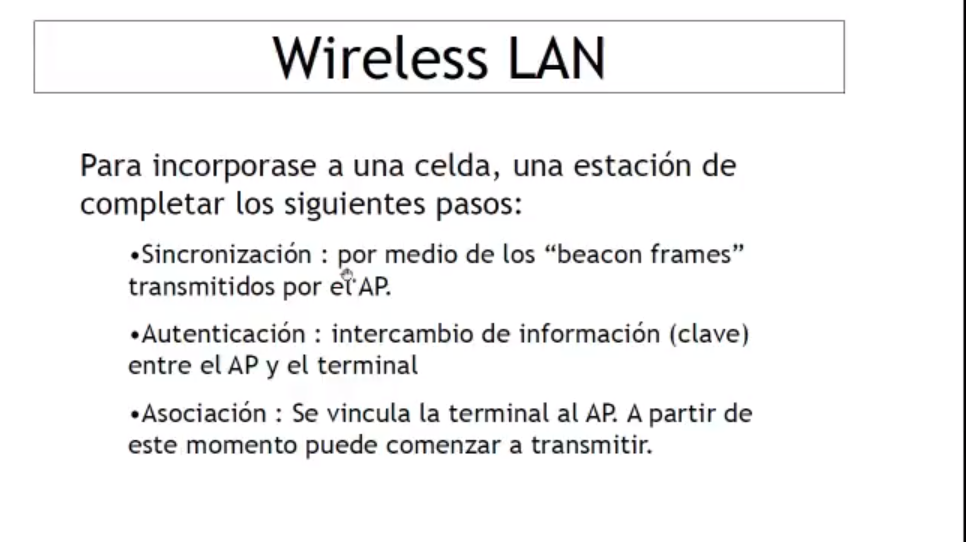 Wireless LAN
Para incorporase a una celda, una estación de
completar los siguientes pasos:
•Sincronización : por medio de los “beacon frames”
transmitidos por el AP.
•Autenticación : intercambio de información (clave)
entre el AP y el terminal
•Asociación : Se vincula la terminal al AP. A partir de
este momento puede comenzar a transmitir.